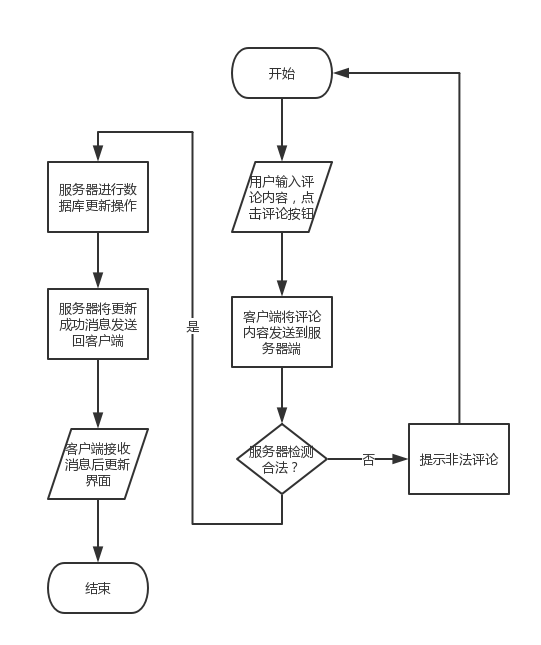 开始
用户输入评
论内容，点
击评论按钮
客户端将评论
内容发送到服
务器端
服务器检测
合法？
否
提示非法评论
是
服务器进行数
据库更新操作
服务器将更新
成功消息发送
回客户端
客户端接收
消息后更新
界面
结束